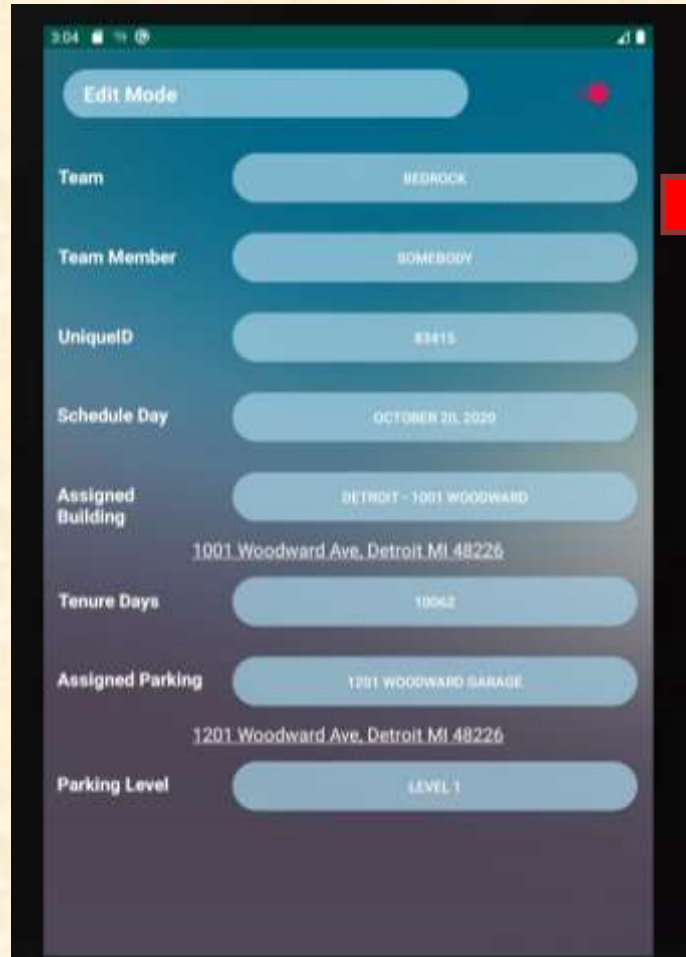 3:04
Edit Mode
Team
BEDROCK
Team Member
SOMEBODY
UniqueID
83415
Schedule Day
OCTOBER 20, 2020
Assigned
Building
DETROIT - 1001 WOODWARD
1001 Woodward Ave, Detroit MI 48226
Tenure Days
10062
Assigned Parking
1201 WOODWARD GARAGE
1201 Woodward Ave, Detroit MI 48226
Parking Level
LEVEL 1